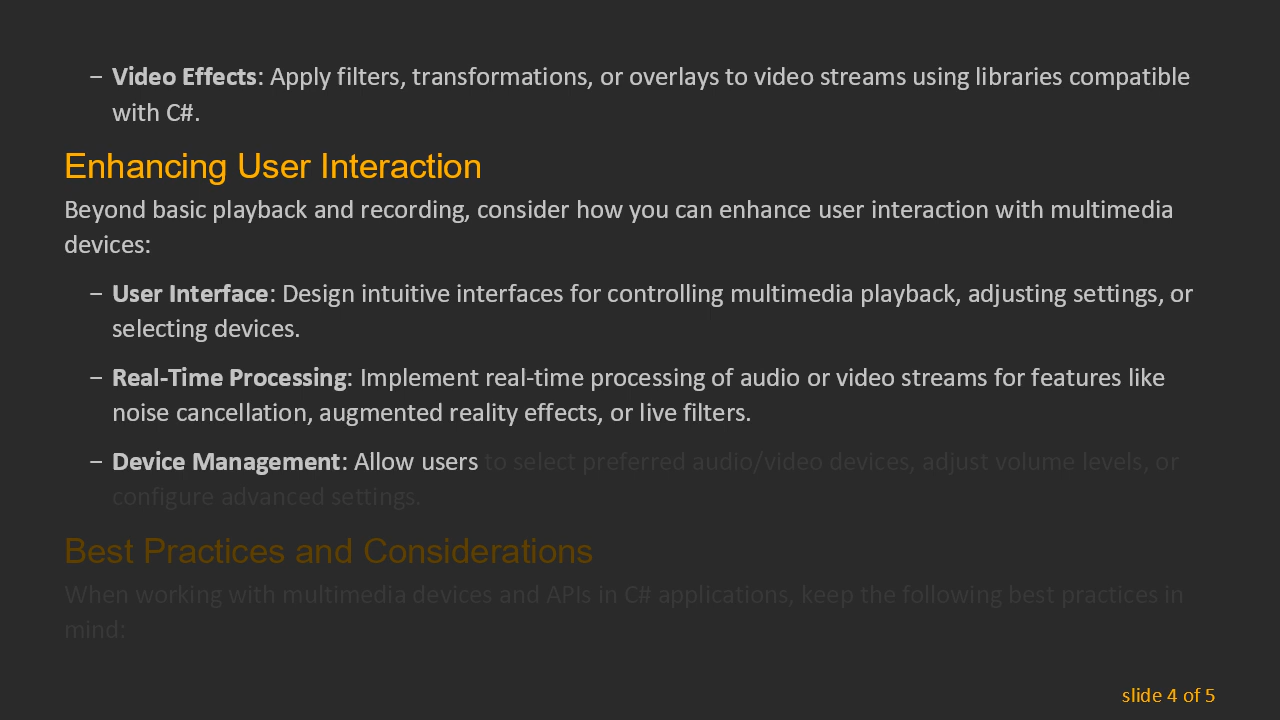 – Video Effects: Apply filters, transformations, or overlays to video streams using libraries compatible
with C#.
Enhancing User Interaction
Beyond basic playback and recording, consider how you can enhance user interaction with multimedia
devices:
– User Interface: Design intuitive interfaces for controlling multimedia playback, adjusting settings, or
selecting devices.
– Real-Time Processing: Implement real-time processing of audio or video streams for features like
noise cancellation, augmented reality effects, or live filters.
– Device Management: Allow users to select preferred audio/video devices, adjust volume levels, or
configure advanced settings.
Best Practices and Considerations
When working with multimedia devices and APIs in C# applications, keep the following best practices in
mind:
slide 4 of 5